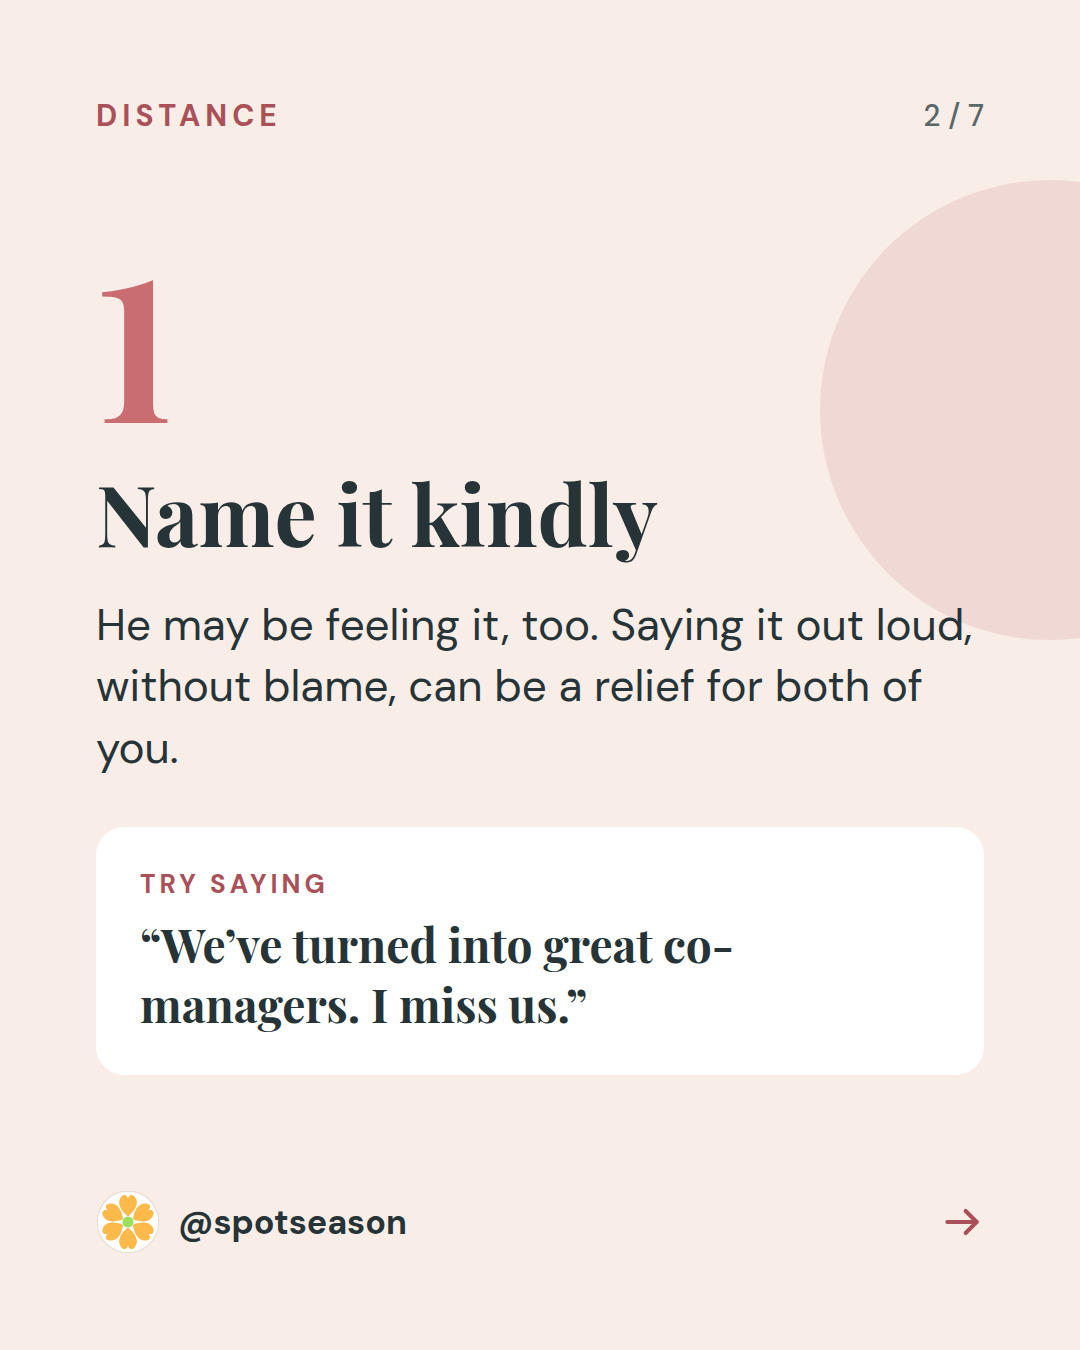 DISTANCE
2 / 7
1
Name it kindly
He may be feeling it, too. Saying it out loud,
without blame, can be a relief for both of
you.
TRY SAYING
“We’ve turned into great co-
managers. I miss us.”
@spotseason